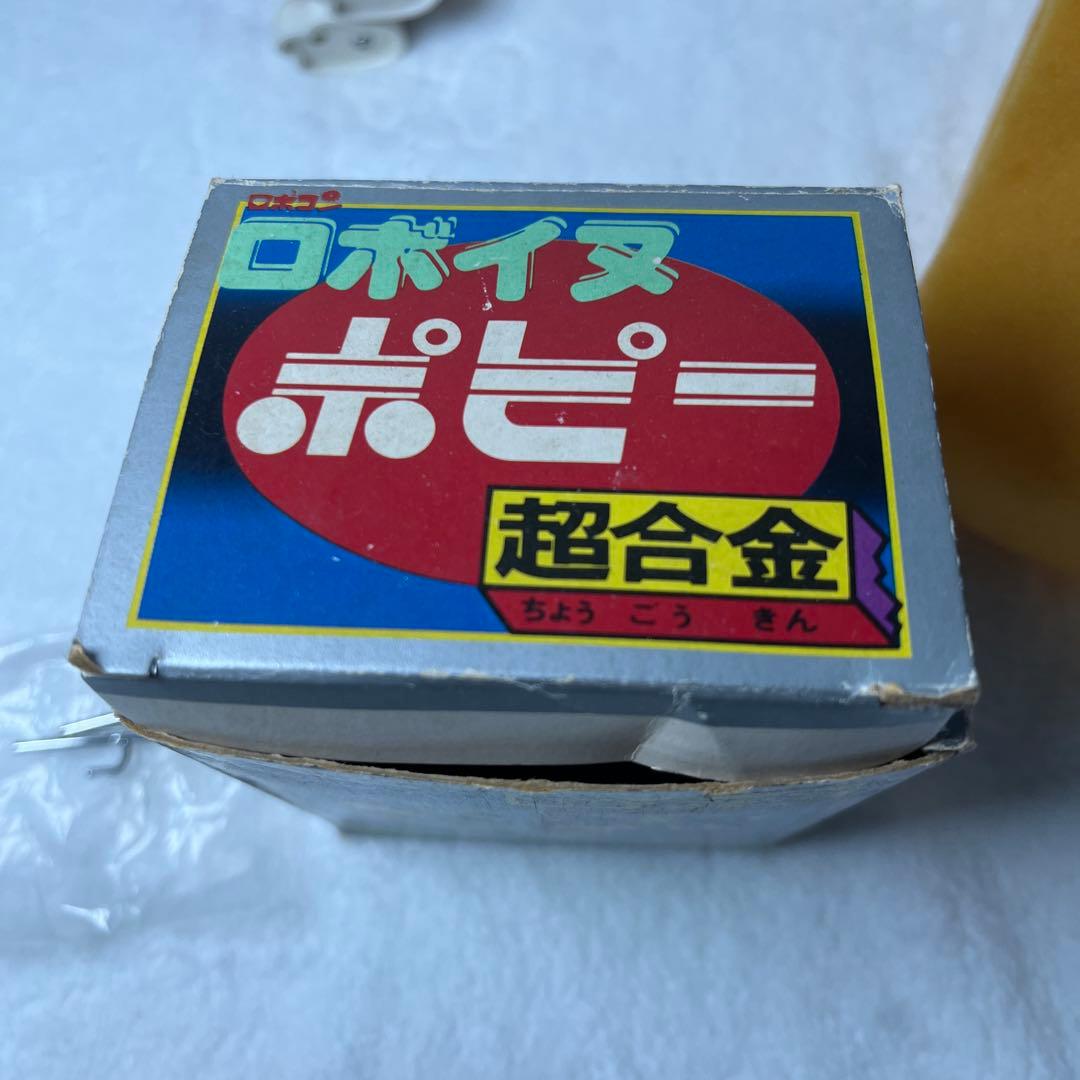 ロボコン
ロボイヌ
ポピー
超合金
ちょう ごう きん